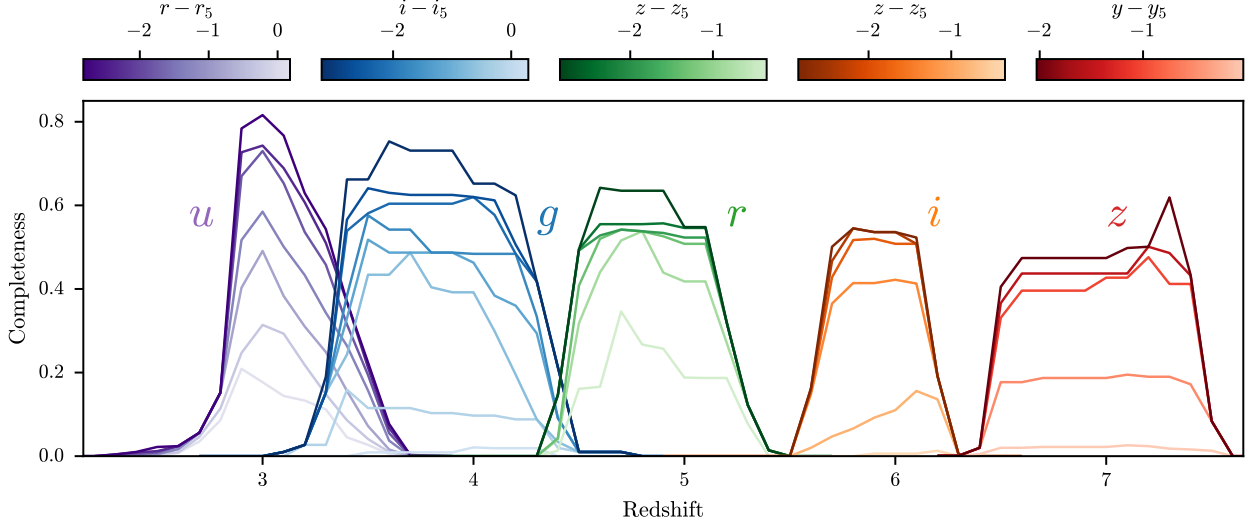 r − r₅ i − i₅ z − z₅ z − z₅ y − y₅
−2 −1 0 −2 0 −2 −1 −2 −1 −2 −1
0.8
0.6
0.4
0.2
0.0
Completeness
u g r i z
3 4 5 6 7
Redshift